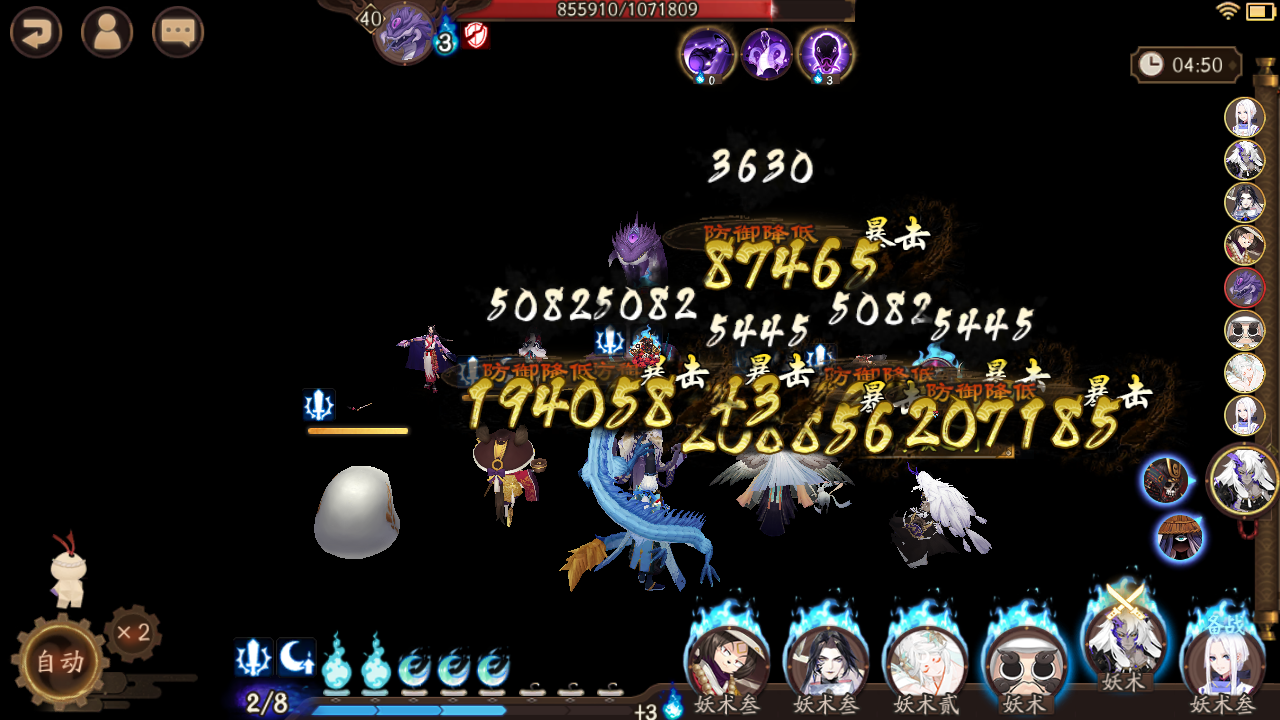 40
855910/1071809
3
0
3
04:50
3630
防御降低
暴击
87465
5082
5082
5082
5445
5445
防御降低
暴击
暴击
防御降低
暴击
暴击
防御降低
暴击
194058
+3
207185
自动
×2
2/8
+3
妖术叁
妖术叁
妖术贰
妖术
妖术
备战
妖术叁